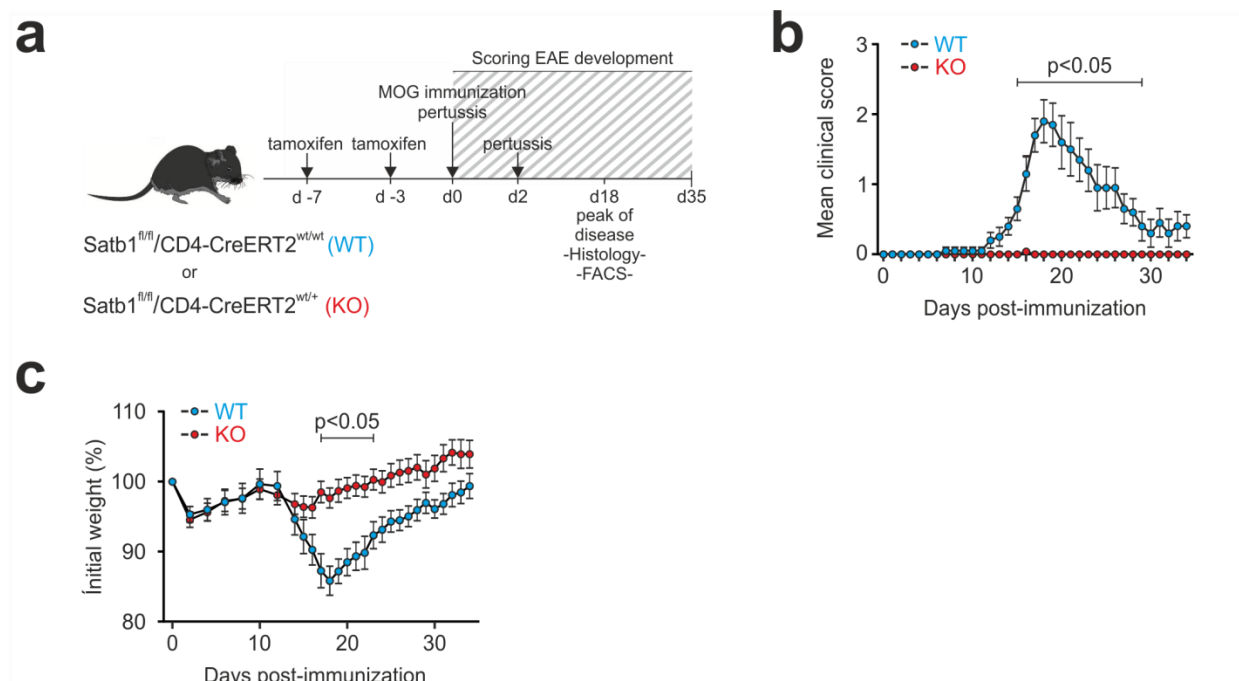 a
Scoring EAE development
MOG immunization
pertussis
tamoxifen tamoxifen pertussis
d -7 d -3 d0 d2 d18 d35
peak of
disease
-Histology-
-FACS-
Satb1fl/fl/CD4-CreERT2wt/wt (WT)
or
Satb1fl/fl/CD4-CreERT2wt/+ (KO)
b
WT
KO
p<0.05
Mean clinical score
3
2
1
0
0 10 20 30
Days post-immunization
c
WT
KO
p<0.05
Ínitial weight (%)
110
100
90
80
0 10 20 30
Days post-immunization